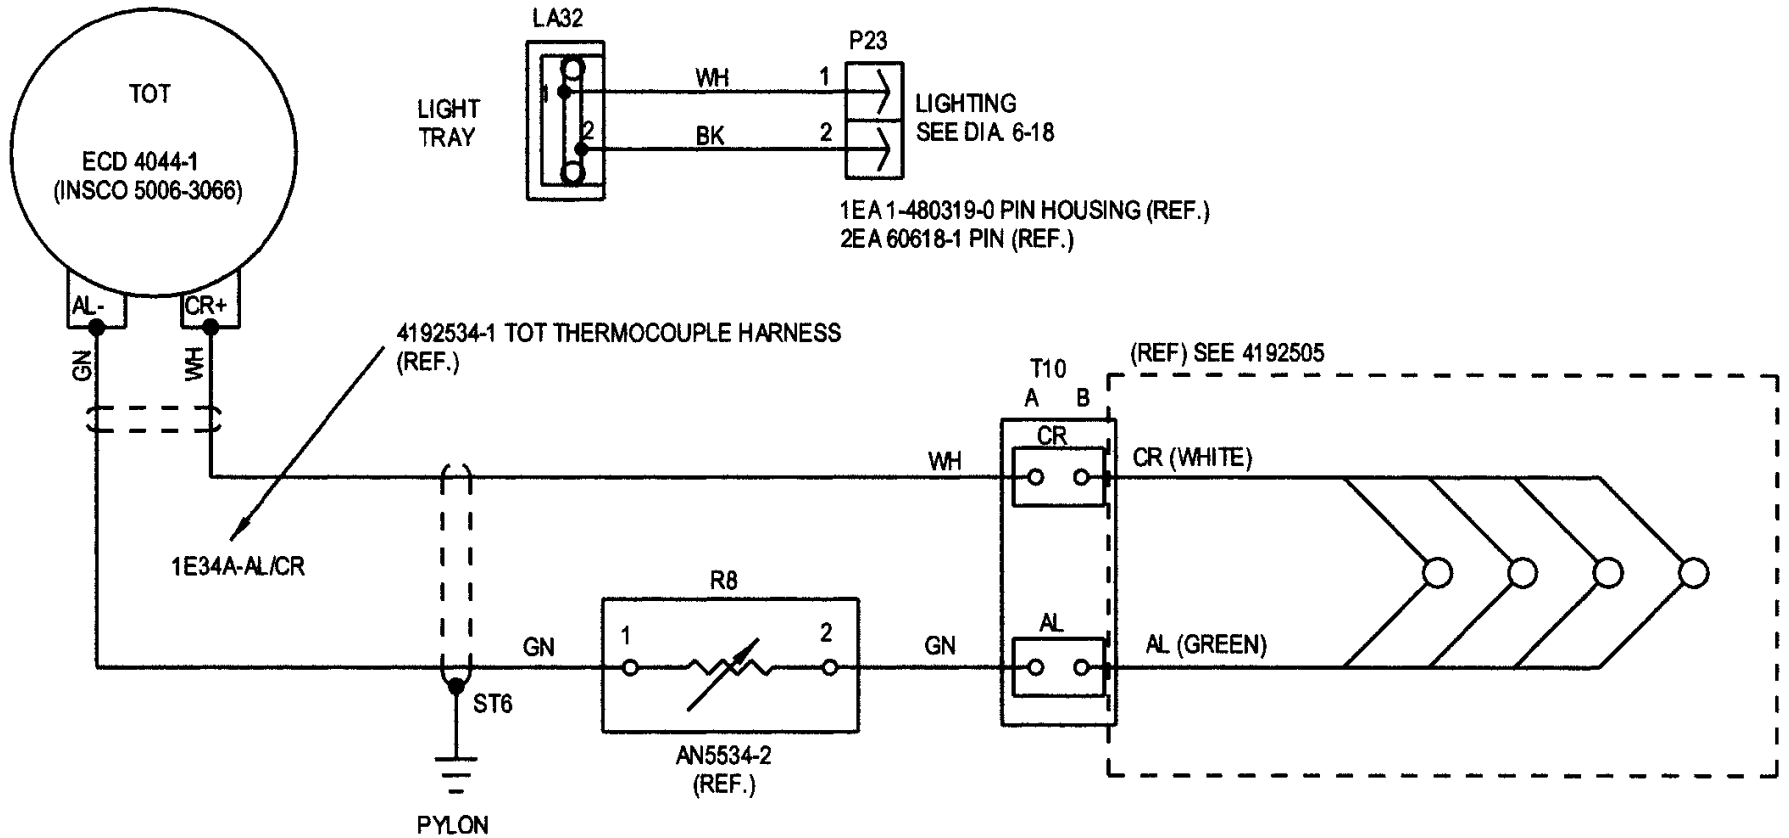 LA32
P23
TOT
ECD 4044-1
(INSCO 5006-3066)
LIGHT
TRAY
WH
1
2
BK
2
LIGHTING
SEE DIA. 6-18
1EA 1-480319-0 PIN HOUSING (REF.)
2EA 60618-1 PIN (REF.)
AL-
CR+
GN
WH
4192534-1 TOT THERMOCOUPLE HARNESS
(REF.)
1E34A-AL/CR
(REF) SEE 4192505
T10
A B
CR
WH
CR (WHITE)
R8
1
2
GN
GN
AL
AL (GREEN)
ST6
AN5534-2
(REF.)
PYLON